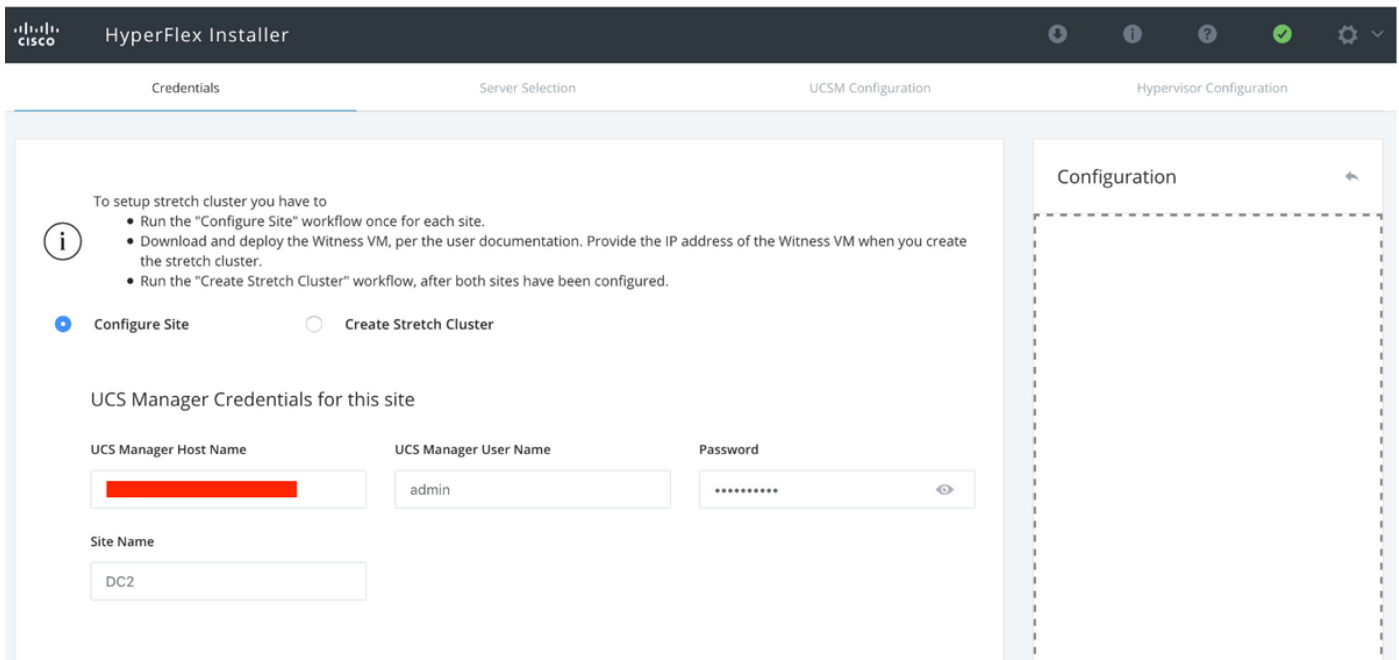 cisco
HyperFlex Installer
Credentials
Server Selection
UCSM Configuration
Hypervisor Configuration
To setup stretch cluster you have to
• Run the "Configure Site" workflow once for each site.
• Download and deploy the Witness VM, per the user documentation. Provide the IP address of the Witness VM when you create
the stretch cluster.
• Run the "Create Stretch Cluster" workflow, after both sites have been configured.
Configure Site
Create Stretch Cluster
UCS Manager Credentials for this site
UCS Manager Host Name
UCS Manager User Name
Password
admin
••••••••••
Site Name
DC2
Configuration